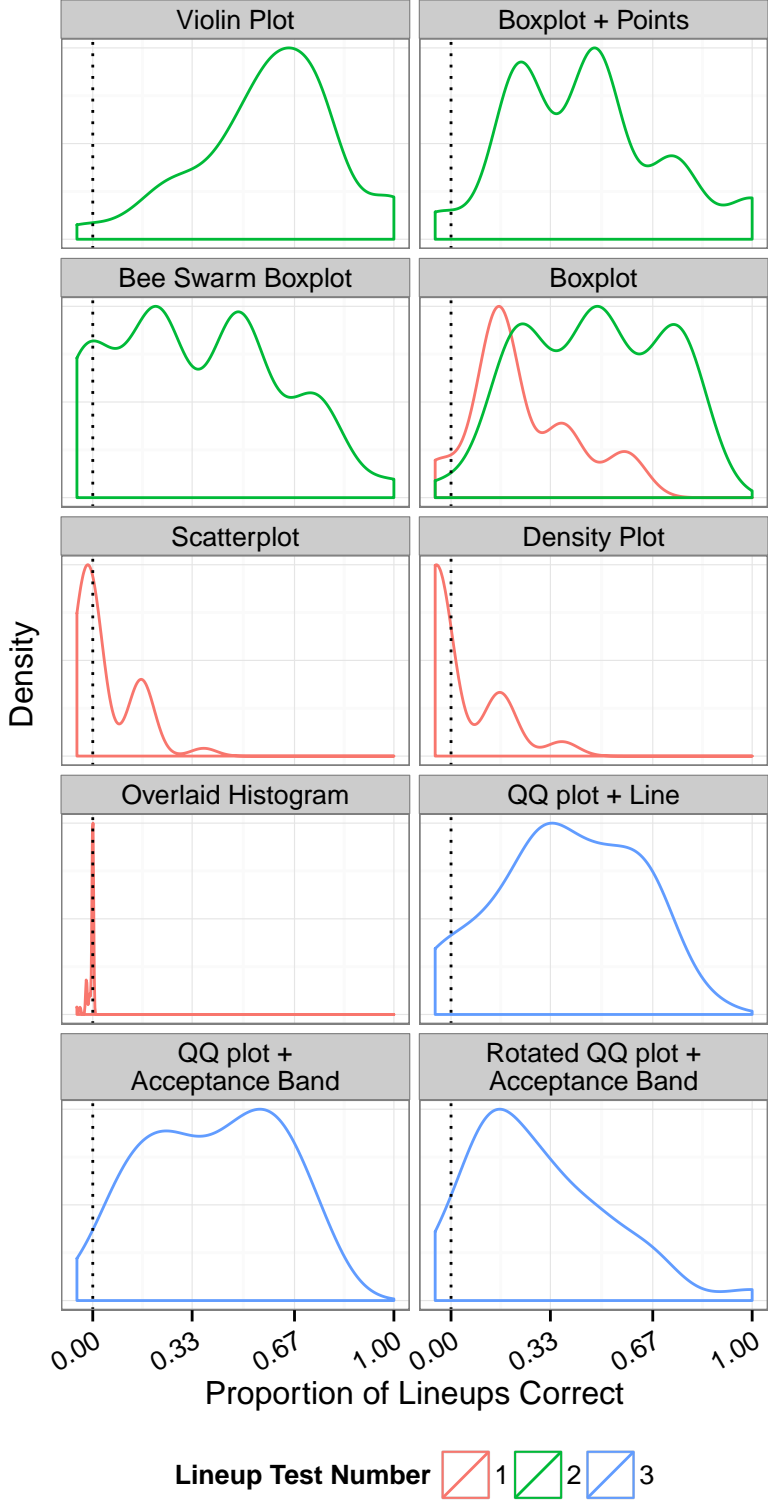 Violin Plot
Boxplot + Points
Bee Swarm Boxplot
Boxplot
Scatterplot
Density Plot
Overlaid Histogram
QQ plot + Line
QQ plot +
Acceptance Band
Rotated QQ plot +
Acceptance Band
Density
0.00
0.33
0.67
1.00
0.00
0.33
0.67
1.00
Proportion of Lineups Correct
Lineup Test Number 1 2 3